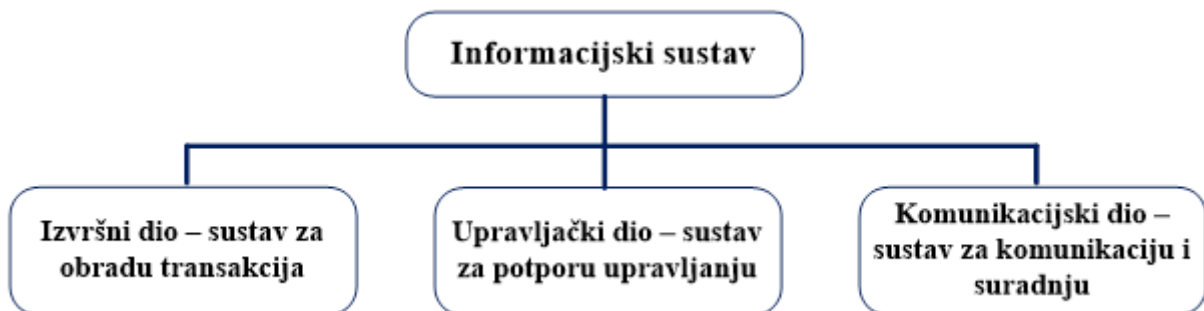 Informacijski sustav
Izvršni dio – sustav za
obradu transakcija
Upravljački dio – sustav
za potporu upravljanju
Komunikacijski dio –
sustav za komunikaciju i
suradnju